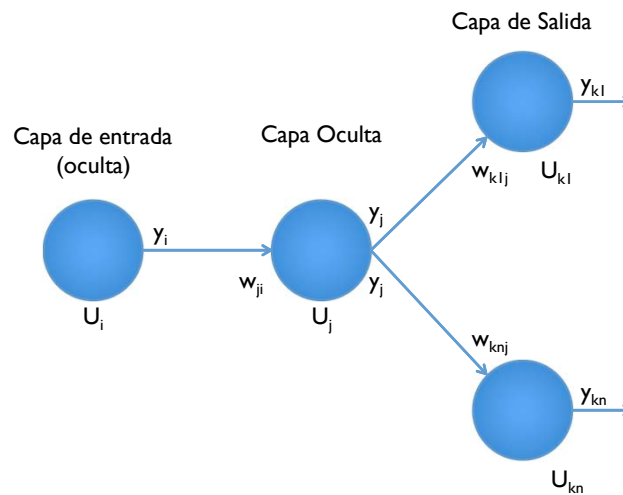 Capa de Salida
y_k1
Capa de entrada
(oculta)
Capa Oculta
w_k1j
U_k1
y_i
y_j
w_ji
y_j
U_i
U_j
w_knj
y_kn
U_kn